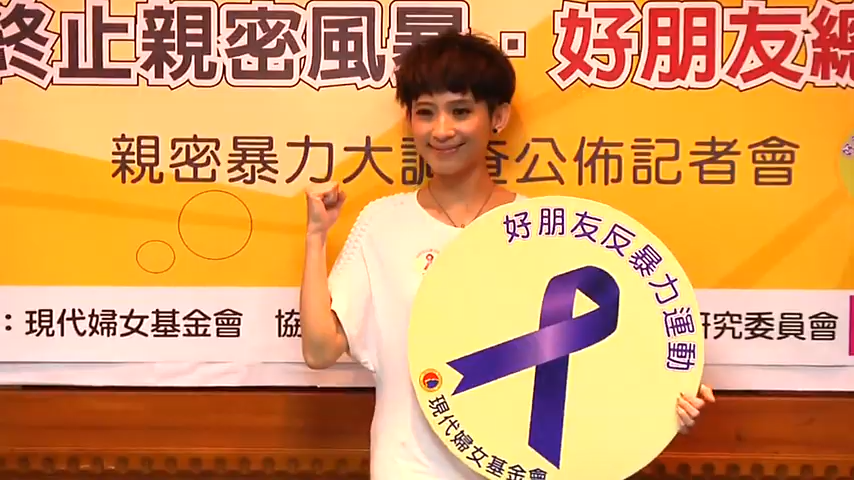 終止親密風暴．好朋友總
親密暴力大調查公佈記者會
：現代婦女基金會 協
研究委員會
好朋友反暴力運動
現代婦女基金會